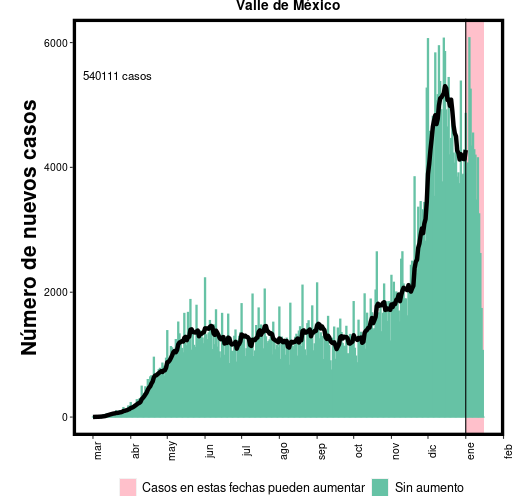 Valle de México
540111 casos
Número de nuevos casos
6000
4000
2000
0
mar
abr
may
jun
jul
ago
sep
oct
nov
dic
ene
feb
Casos en estas fechas pueden aumentar
Sin aumento